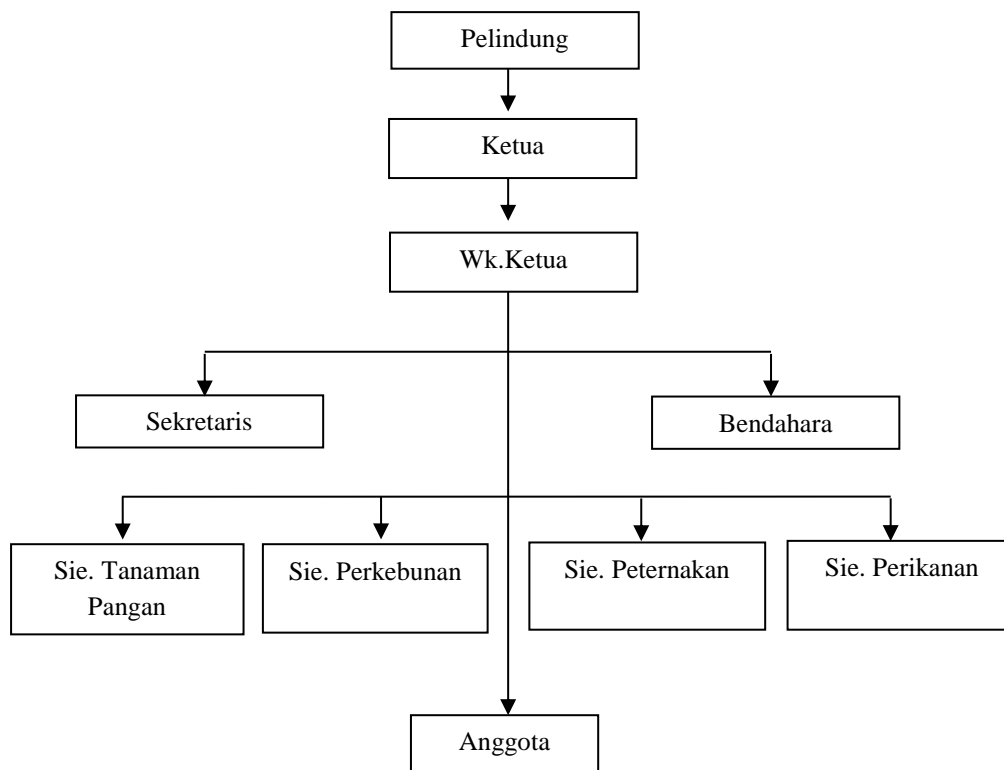 Pelindung
Ketua
Wk.Ketua
Sekretaris
Bendahara
Sie. Tanaman
Pangan
Sie. Perkebunan
Sie. Peternakan
Sie. Perikanan
Anggota